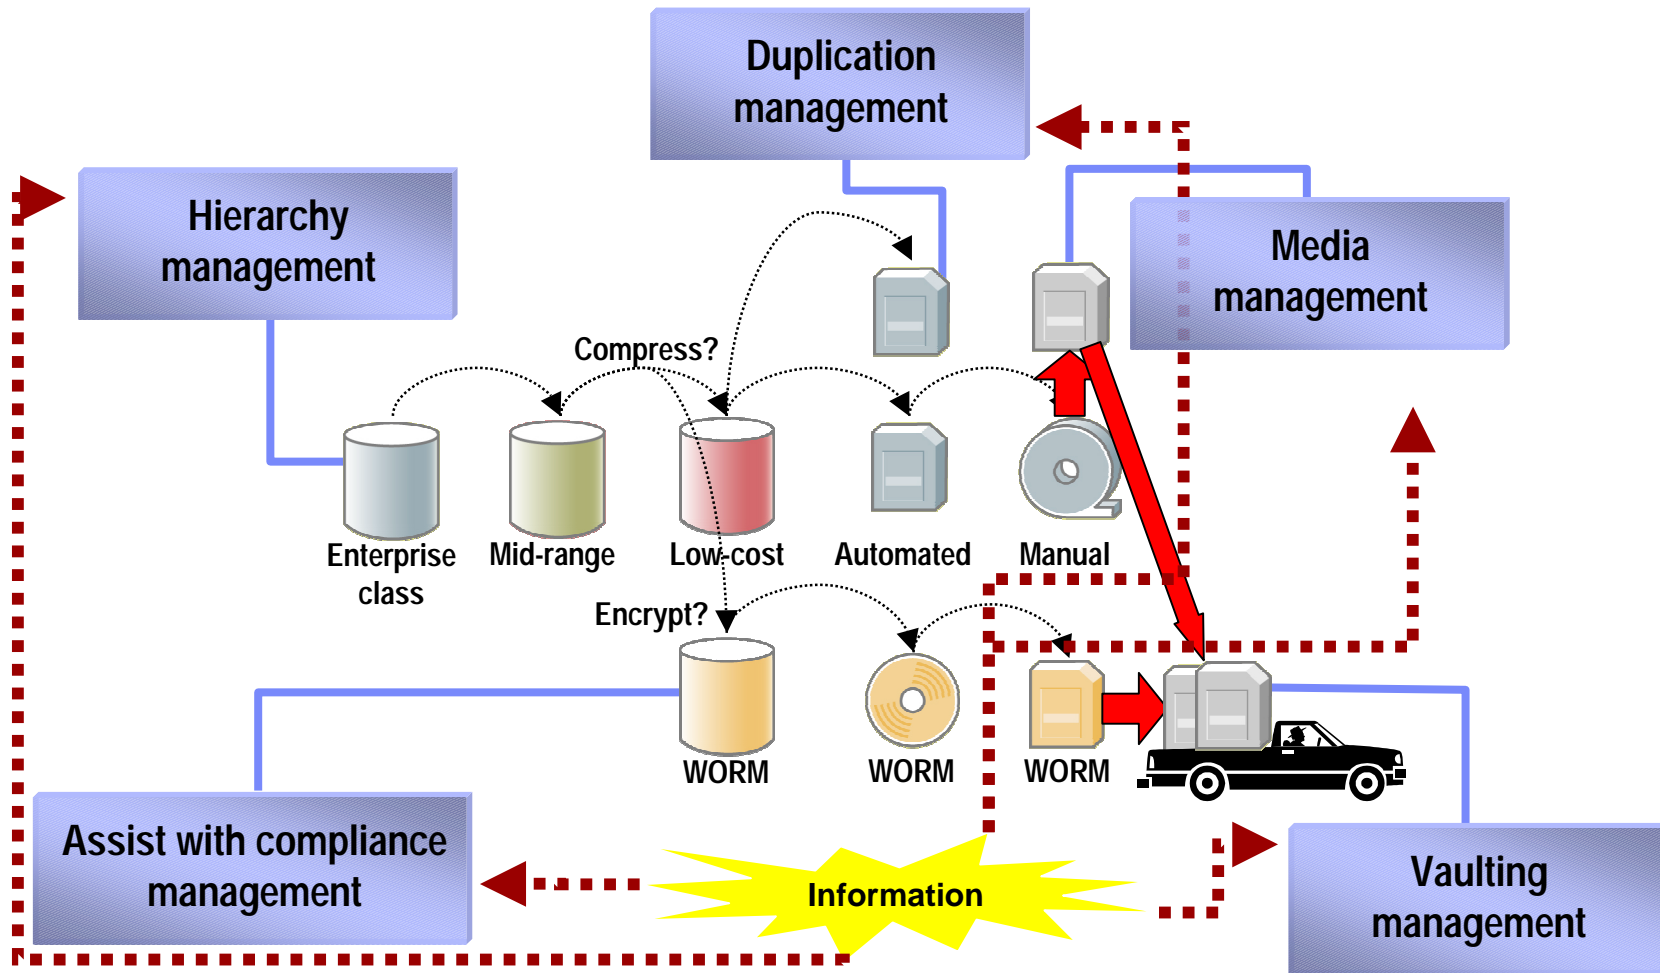 Duplication
management
Hierarchy
management
Media
management
Compress?
Enterprise
class
Mid-range
Low-cost
Automated
Manual
Encrypt?
WORM
WORM
WORM
Assist with compliance
management
Information
Vaulting
management